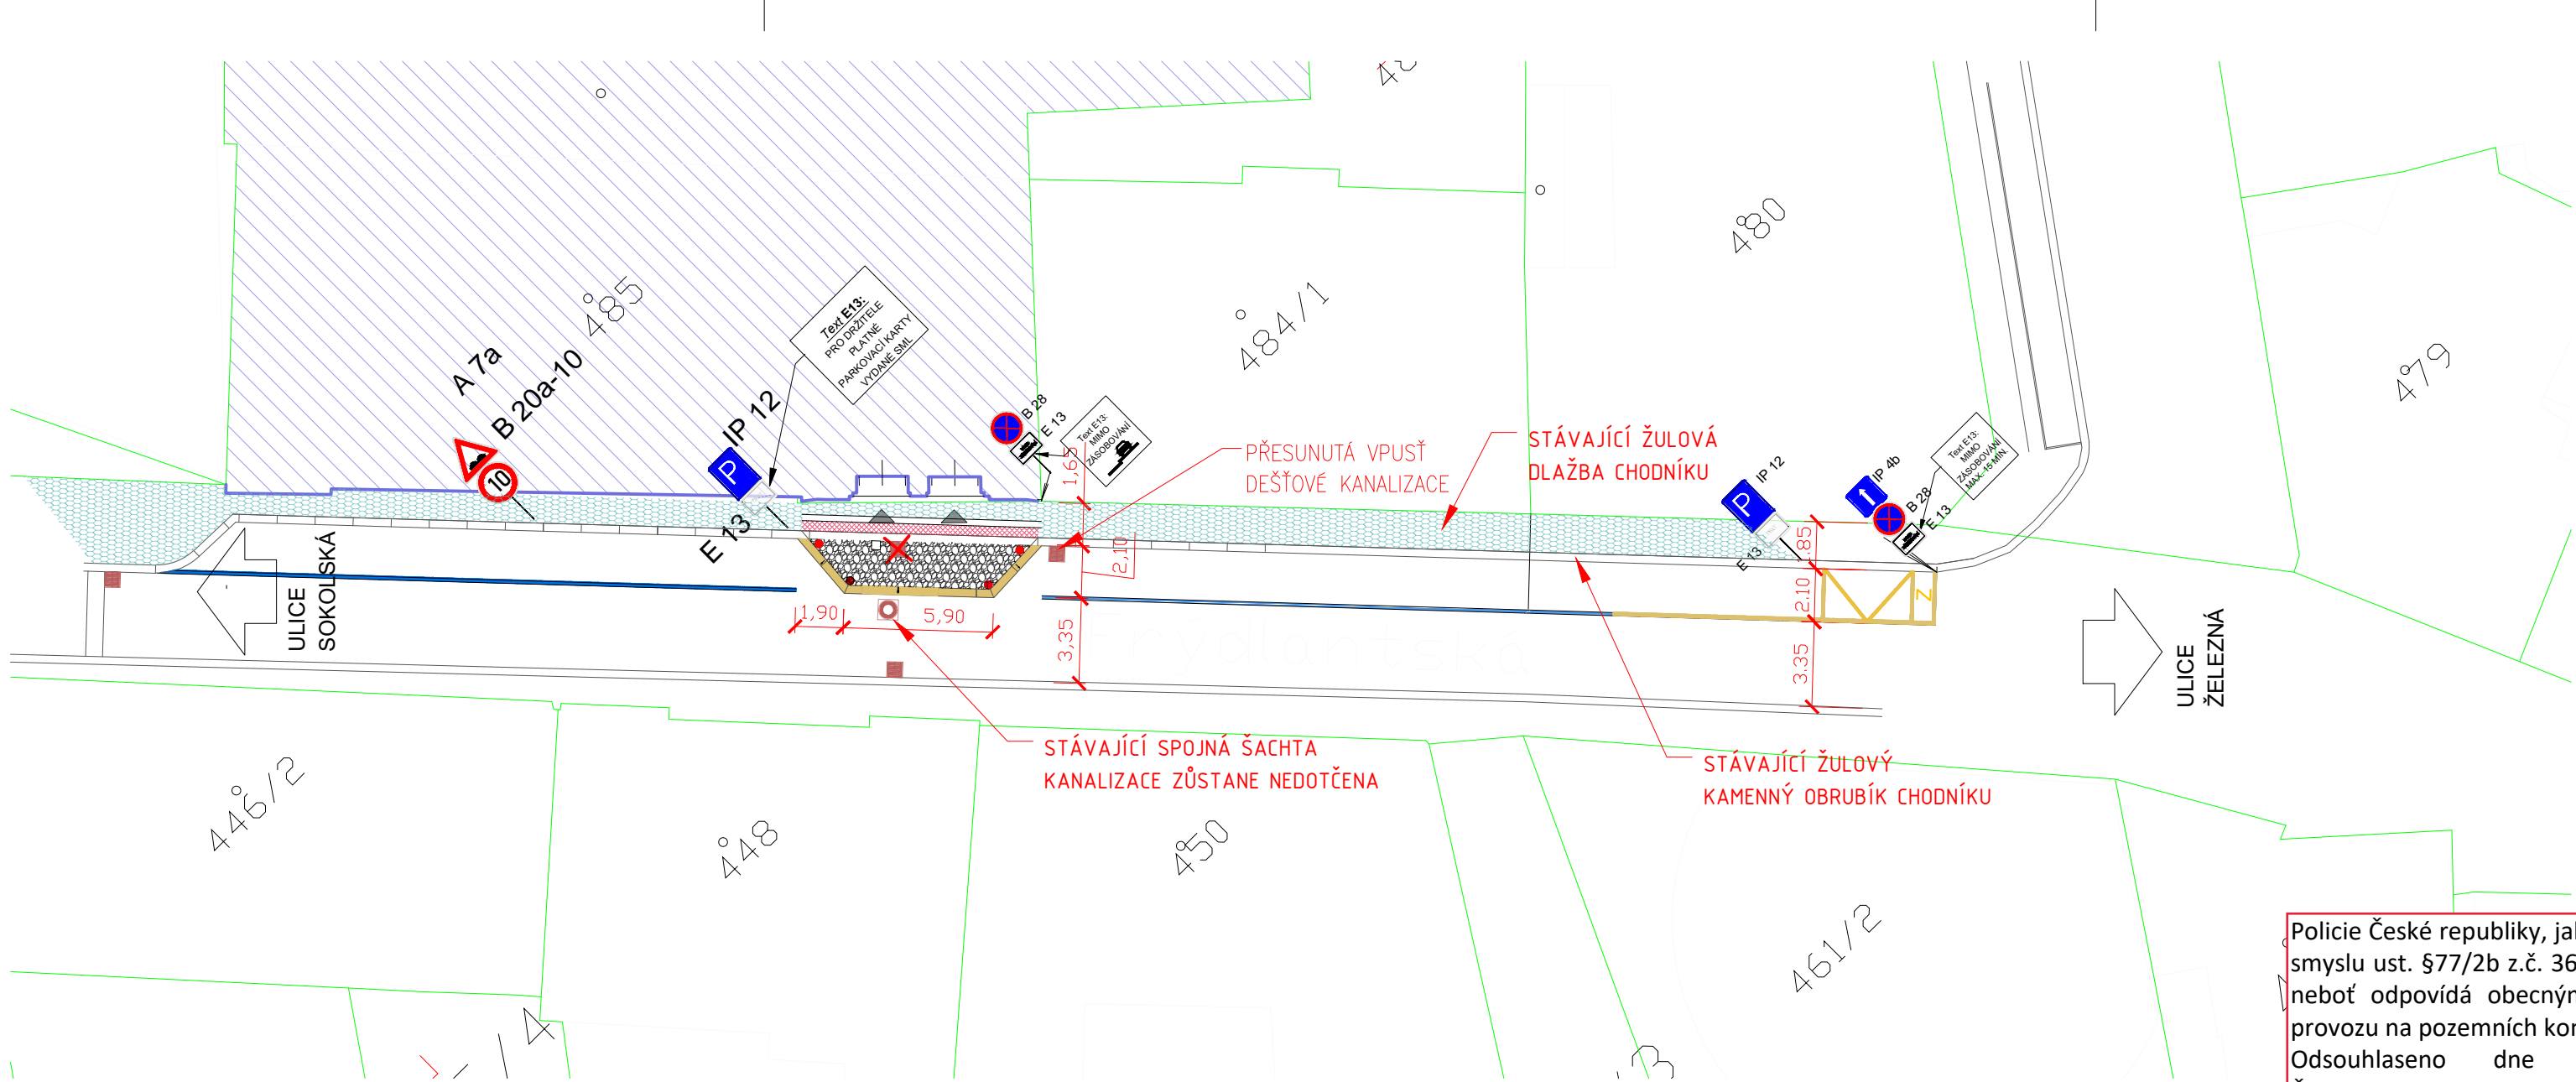 485
484/1
480
479
A 7a
B 20a-10
10
IP 12
P
E 13
Text E13:
PRO DRŽITELE
PLATNÉ
PARKOVACÍ KARTY
VYDANÉ SML
B 28
E 13
Text E13:
MIMO
ZÁSOBOVÁNÍ
1,65
PŘESUNUTÁ VPUSŤ
DEŠŤOVÉ KANALIZACE
STÁVAJÍCÍ ŽULOVÁ
DLAŽBA CHODNÍKU
P
IP 12
E 13
IP 4b
B 28
E 13
Text E13:
MIMO
ZÁSOBOVÁNÍ
MAX. 15 MIN.
ULICE
SOKOLSKÁ
1,90
5,90
2,10
3,35
2.10
3.35
Z
ULICE
ŽELEZNÁ
STÁVAJÍCÍ SPOJNÁ ŠACHTA
KANALIZACE ZŮSTANE NEDOTČENA
STÁVAJÍCÍ ŽULOVÝ
KAMENNÝ OBRUBÍK CHODNÍKU
446/2
448
450
461/2
Policie České republiky,
smyslu ust. §77/2b z.č. 36
neboť odpovídá
provozu na pozemních
Odsouhlaseno dne